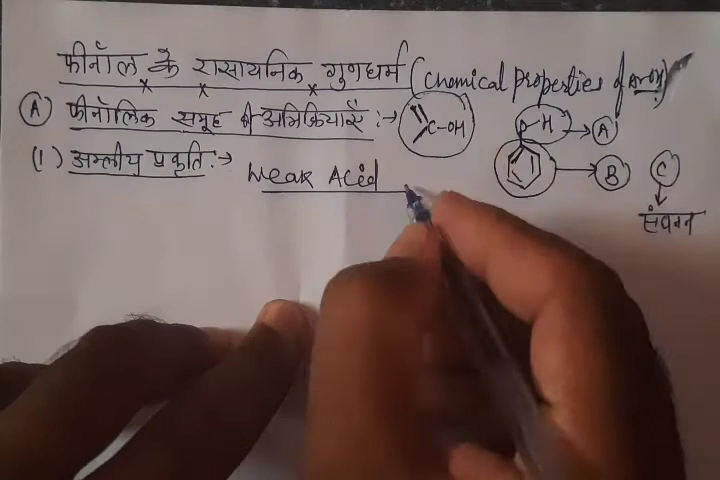 फीनॉल के रासायनिक गुणधर्म (Chemical properties of
(A) फीनॉलिक समूह की अभिक्रियाएँ :→ C-OH O-H → A
(1) अम्लीय प्रकृति :→ Weak Acid B C
संघनन